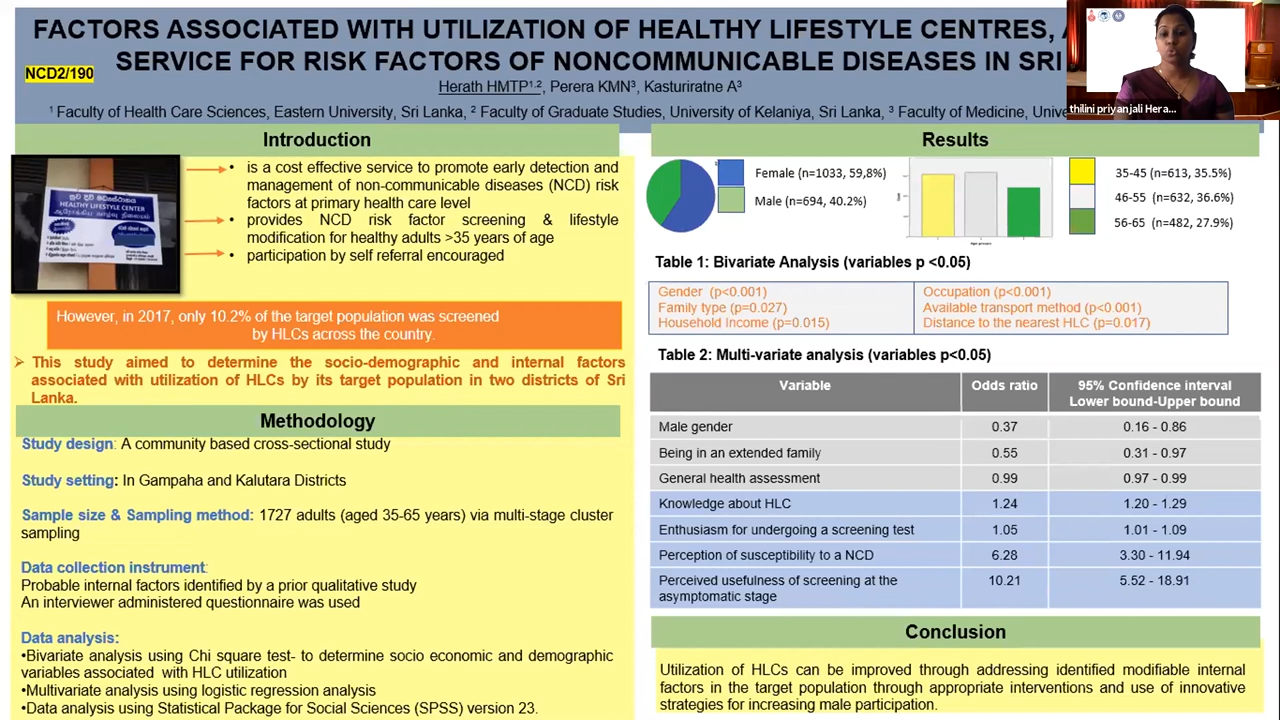 FACTORS ASSOCIATED WITH UTILIZATION OF HEALTHY LIFESTYLE CENTRES,
SERVICE FOR RISK FACTORS OF NONCOMMUNICABLE DISEASES IN SRI
NCD2/190
Herath HMTP1,2, Perera KMN3, Kasturiratne A3
1 Faculty of Health Care Sciences, Eastern University, Sri Lanka, 2 Faculty of Graduate Studies, University of Kelaniya, Sri Lanka, 3 Faculty of Medicine,
thilini priyanjali Hera...
Introduction
HEALTHY LIFESTYLE CENTER
• is a cost effective service to promote early detection and
management of non-communicable diseases (NCD) risk
factors at primary health care level
• provides NCD risk factor screening & lifestyle
modification for healthy adults >35 years of age
• participation by self referral encouraged
However, in 2017, only 10.2% of the target population was screened
by HLCs across the country.
➢ This study aimed to determine the socio-demographic and internal factors
associated with utilization of HLCs by its target population in two districts of Sri
Lanka.
Methodology
Study design: A community based cross-sectional study
Study setting: In Gampaha and Kalutara Districts
Sample size & Sampling method: 1727 adults (aged 35-65 years) via multi-stage cluster
sampling
Data collection instrument:
Probable internal factors identified by a prior qualitative study
An interviewer administered questionnaire was used
Data analysis:
•Bivariate analysis using Chi square test- to determine socio economic and demographic
variables associated with HLC utilization
•Multivariate analysis using logistic regression analysis
•Data analysis using Statistical Package for Social Sciences (SPSS) version 23.
Results
Female (n=1033, 59,8%)
Male (n=694, 40.2%)
35-45 (n=613, 35.5%)
46-55 (n=632, 36.6%)
56-65 (n=482, 27.9%)
Table 1: Bivariate Analysis (variables p <0.05)
Gender (p<0.001)
Family type (p=0.027)
Household Income (p=0.015)
Occupation (p<0.001)
Available transport method (p<0.001)
Distance to the nearest HLC (p=0.017)
Table 2: Multi-variate analysis (variables p<0.05)
Variable Odds ratio 95% Confidence interval
Lower bound-Upper bound
Male gender 0.37 0.16 - 0.86
Being in an extended family 0.55 0.31 - 0.97
General health assessment 0.99 0.97 - 0.99
Knowledge about HLC 1.24 1.20 - 1.29
Enthusiasm for undergoing a screening test 1.05 1.01 - 1.09
Perception of susceptibility to a NCD 6.28 3.30 - 11.94
Perceived usefulness of screening at the 10.21 5.52 - 18.91
asymptomatic stage
Conclusion
Utilization of HLCs can be improved through addressing identified modifiable internal
factors in the target population through appropriate interventions and use of innovative
strategies for increasing male participation.